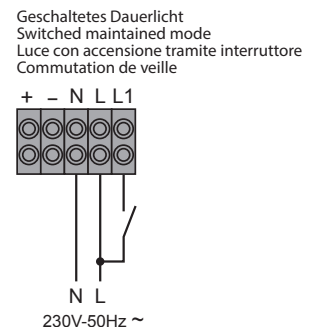 Geschaltetes Dauerlicht
Switched maintained mode
Luce con accensione tramite interruttore
Commutation de veille
+ – N L L1
N L
230V-50Hz ~